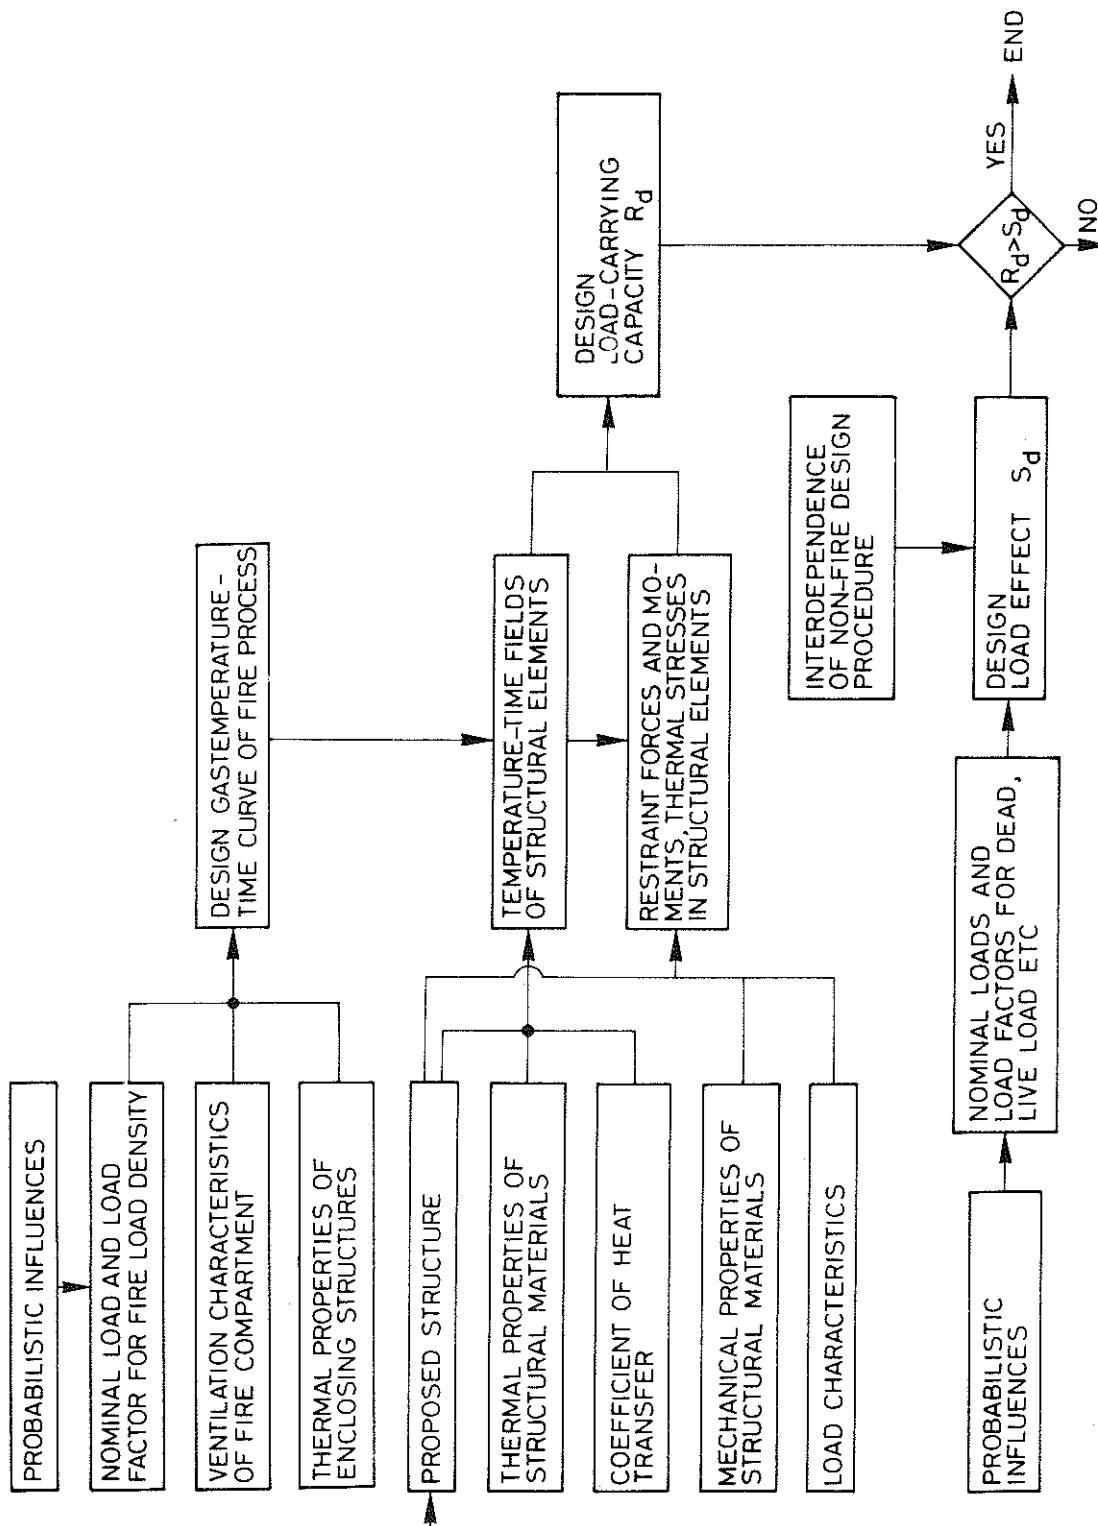 PROBABILISTIC INFLUENCES
NOMINAL LOAD AND LOAD
FACTOR FOR FIRE LOAD DENSITY
VENTILATION CHARACTERISTICS
OF FIRE COMPARTMENT
THERMAL PROPERTIES OF
ENCLOSING STRUCTURES
PROPOSED STRUCTURE
THERMAL PROPERTIES OF
STRUCTURAL MATERIALS
COEFFICIENT OF HEAT
TRANSFER
MECHANICAL PROPERTIES OF
STRUCTURAL MATERIALS
LOAD CHARACTERISTICS
PROBABILISTIC
INFLUENCES
DESIGN GASTEMPERATURE-
TIME CURVE OF FIRE PROCESS
TEMPERATURE-TIME FIELDS
OF STRUCTURAL ELEMENTS
RESTRAINT FORCES AND MO-
MENTS, THERMAL STRESSES
IN STRUCTURAL ELEMENTS
NOMINAL LOADS AND
LOAD FACTORS FOR DEAD,
LIVE LOAD ETC
INTERDEPENDENCE
OF NON-FIRE DESIGN
PROCEDURE
DESIGN
LOAD EFFECT Sd
DESIGN
LOAD-CARRYING
CAPACITY Rd
Rd>Sd
YES
END
NO